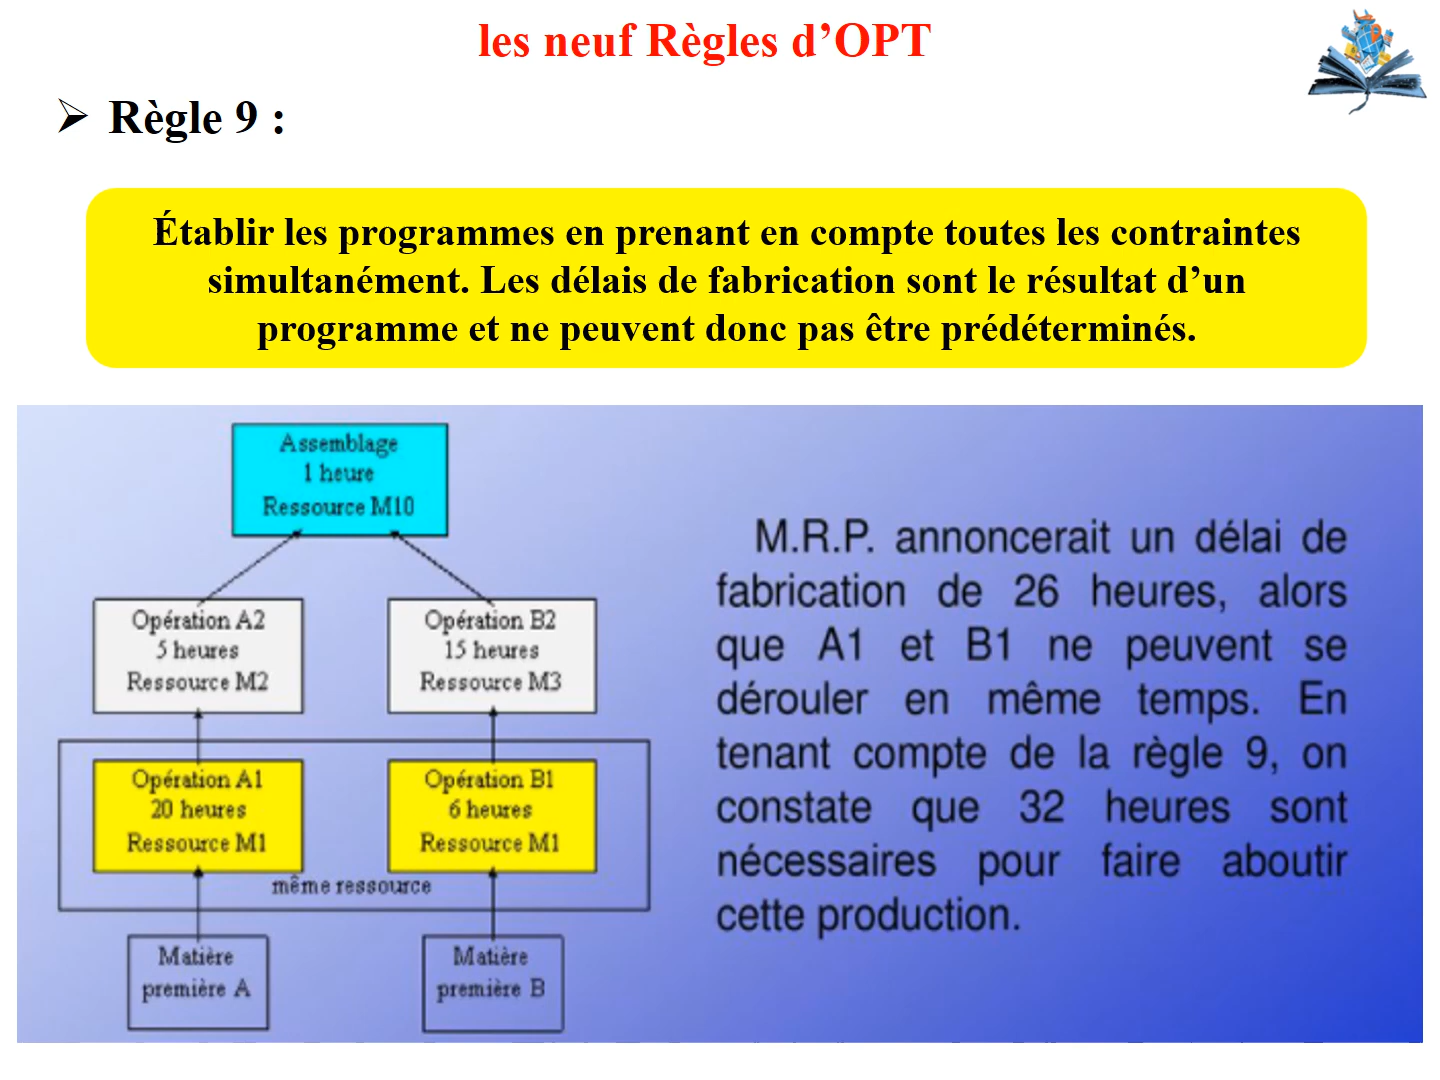 les neuf Règles d’OPT
➢ Règle 9 :
Établir les programmes en prenant en compte toutes les contraintes
simultanément. Les délais de fabrication sont le résultat d’un
programme et ne peuvent donc pas être prédéterminés.
Assemblage
1 heure
Ressource M10
Opération A2
5 heures
Ressource M2
Opération B2
15 heures
Ressource M3
Opération A1
20 heures
Ressource M1
Opération B1
6 heures
Ressource M1
même ressource
Matière
première A
Matière
première B
M.R.P. annoncerait un délai de
fabrication de 26 heures, alors
que A1 et B1 ne peuvent se
dérouler en même temps. En
tenant compte de la règle 9, on
constate que 32 heures sont
nécessaires pour faire aboutir
cette production.